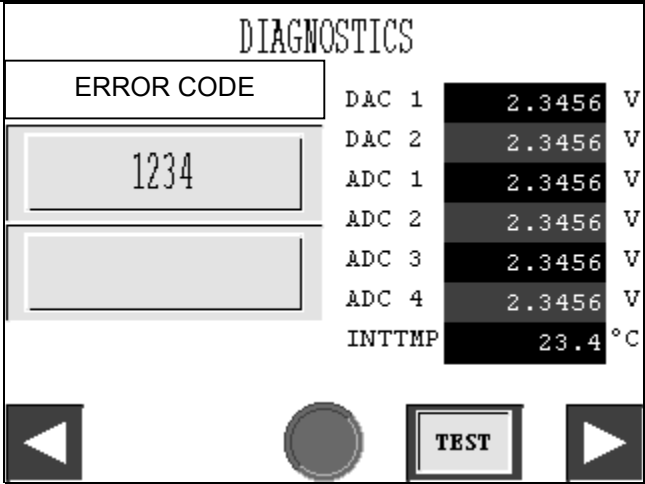 DIAGNOSTICS
ERROR CODE
1234
DAC 1 2.3456 V
DAC 2 2.3456 V
ADC 1 2.3456 V
ADC 2 2.3456 V
ADC 3 2.3456 V
ADC 4 2.3456 V
INTTMP 23.4 °C
TEST